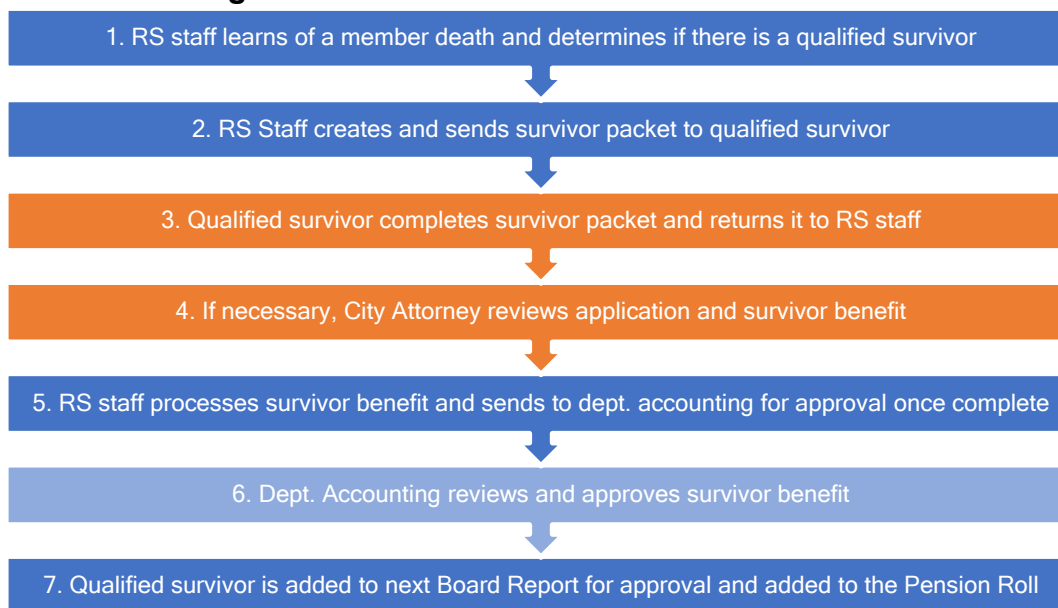 1. RS staff learns of a member death and determines if there is a qualified survivor
2. RS Staff creates and sends survivor packet to qualified survivor
3. Qualified survivor completes survivor packet and returns it to RS staff
4. If necessary, City Attorney reviews application and survivor benefit
5. RS staff processes survivor benefit and sends to dept. accounting for approval once complete
6. Dept. Accounting reviews and approves survivor benefit
7. Qualified survivor is added to next Board Report for approval and added to the Pension Roll